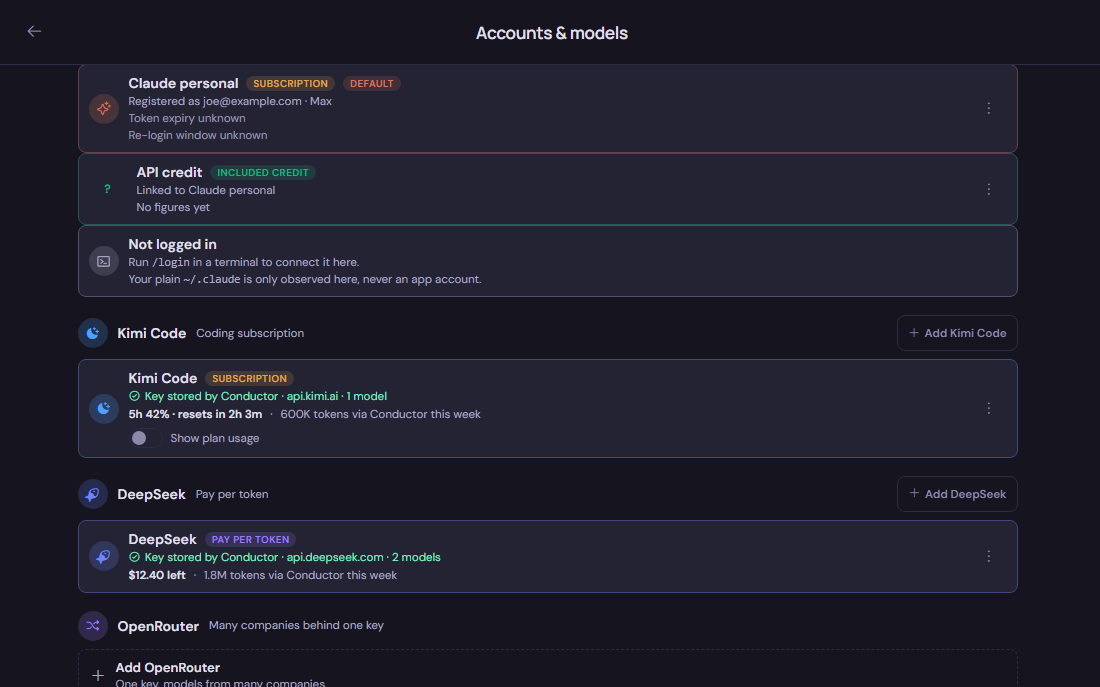 Accounts & models
Claude personal SUBSCRIPTION DEFAULT
Registered as joe@example.com · Max
Token expiry unknown
Re-login window unknown
? API credit INCLUDED CREDIT
Linked to Claude personal
No figures yet
Not logged in
Run /login in a terminal to connect it here.
Your plain ~/.claude is only observed here, never an app account.
Kimi Code Coding subscription + Add Kimi Code
Kimi Code SUBSCRIPTION
Key stored by Conductor · api.kimi.ai · 1 model
5h 42% · resets in 2h 3m · 600K tokens via Conductor this week
Show plan usage
DeepSeek Pay per token + Add DeepSeek
DeepSeek PAY PER TOKEN
Key stored by Conductor · api.deepseek.com · 2 models
$12.40 left · 1.8M tokens via Conductor this week
OpenRouter Many companies behind one key
+ Add OpenRouter
One key, models from many companies